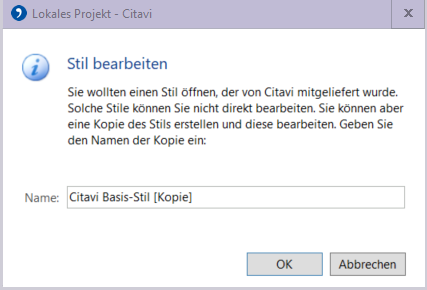 Lokales Projekt - Citavi
Stil bearbeiten
Sie wollten einen Stil öffnen, der von Citavi mitgeliefert wurde.
Solche Stile können Sie nicht direkt bearbeiten. Sie können aber
eine Kopie des Stils erstellen und diese bearbeiten. Geben Sie
den Namen der Kopie ein:
Name: Citavi Basis-Stil [Kopie]
OK Abbrechen